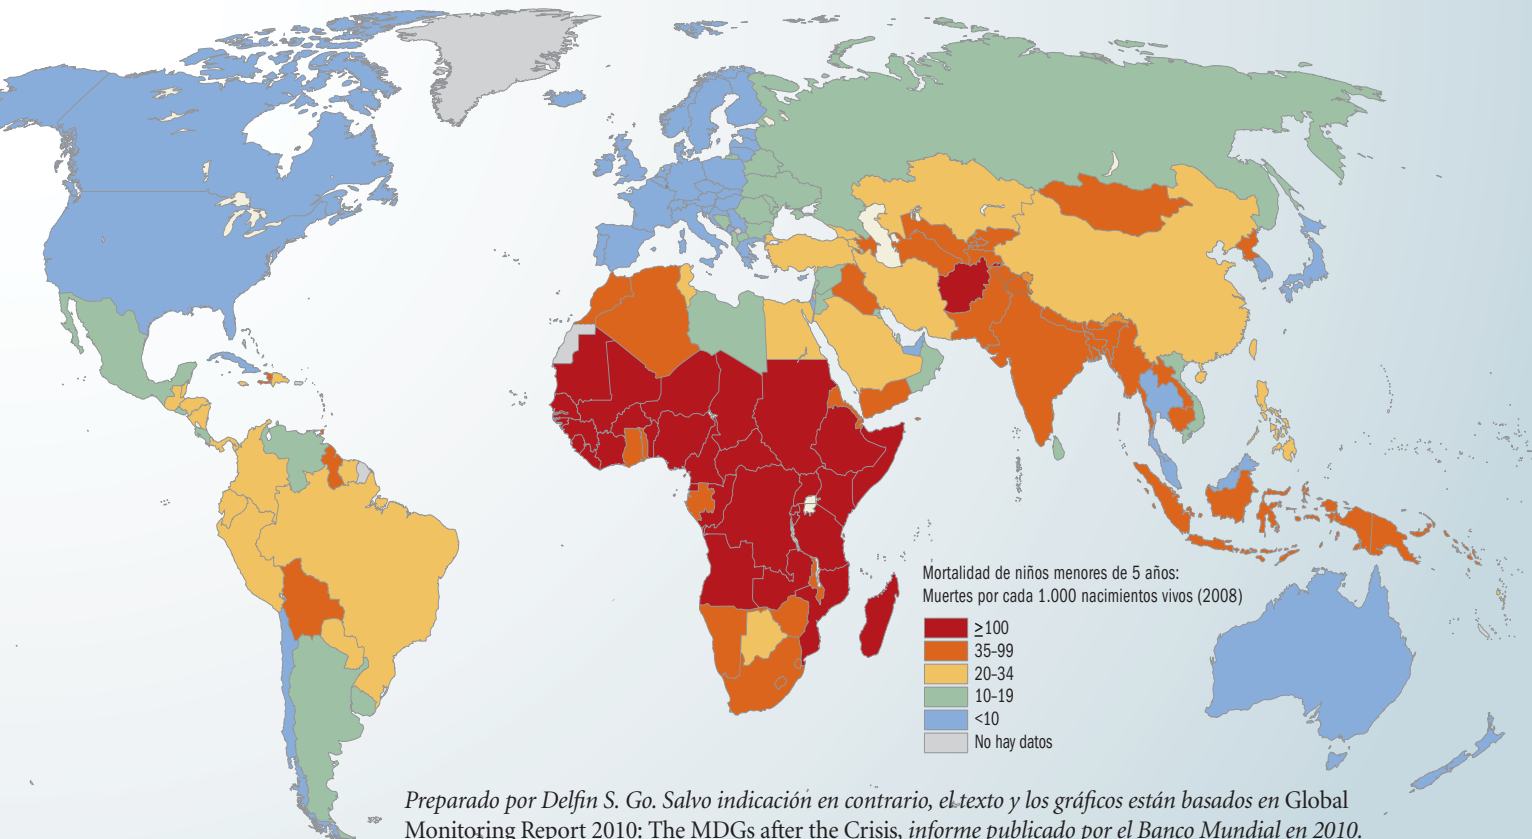 Mortalidad de niños menores de 5 años:
Muertes por cada 1.000 nacimientos vivos (2008)
≥100
35-99
20-34
10-19
<10
No hay datos
Preparado por Delfin S. Go. Salvo indicación en contrario, el texto y los gráficos están basados en Global
Monitoring Report 2010: The MDGs after the Crisis, informe publicado por el Banco Mundial en 2010.